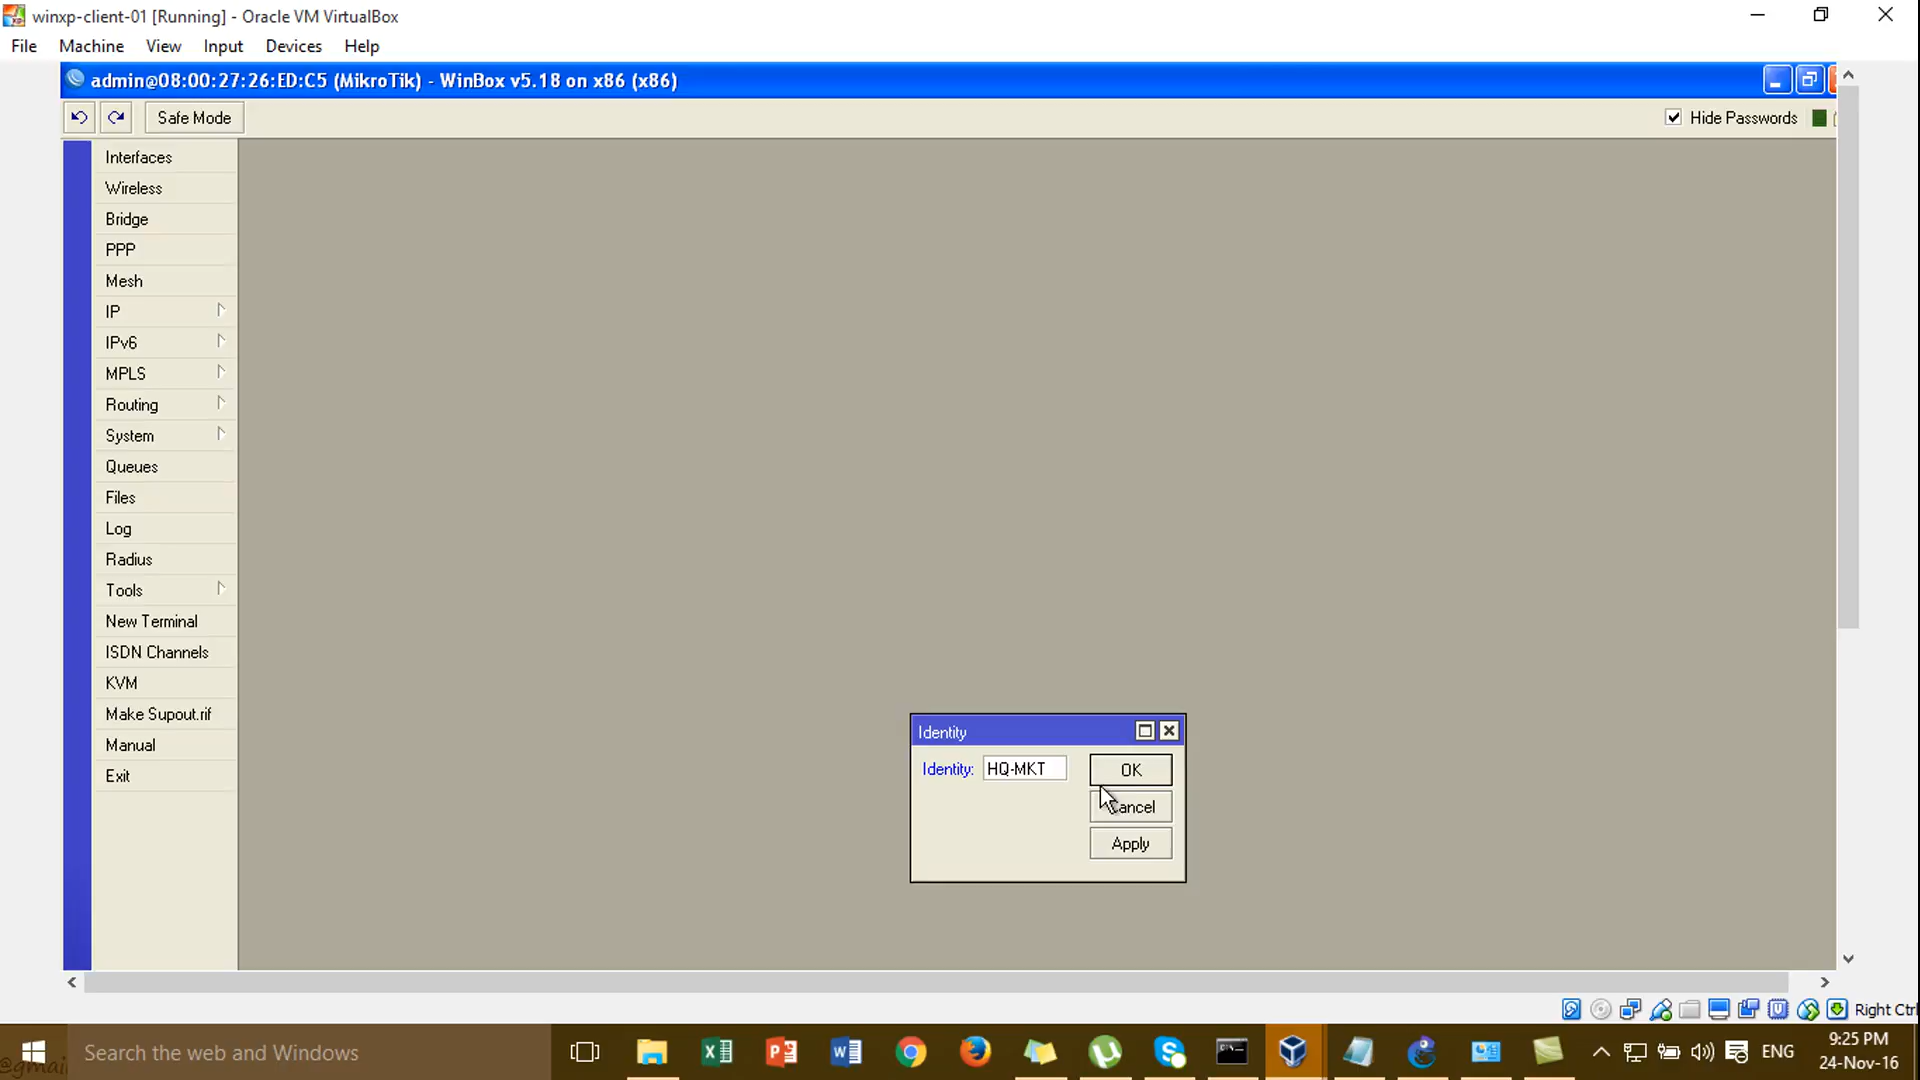 winxp-client-01 [Running] - Oracle VM VirtualBox
File Machine View Input Devices Help
admin@08:00:27:26:ED:C5 (MikroTik) - WinBox v5.18 on x86 (x86)
Safe Mode
Hide Passwords
Interfaces
Wireless
Bridge
PPP
Mesh
IP
IPv6
MPLS
Routing
System
Queues
Files
Log
Radius
Tools
New Terminal
ISDN Channels
KVM
Make Supout.rif
Manual
Exit
Identity
Identity: HQ-MKT
OK
Cancel
Apply
Right Ctrl
Search the web and Windows
ENG
9:25 PM
24-Nov-16